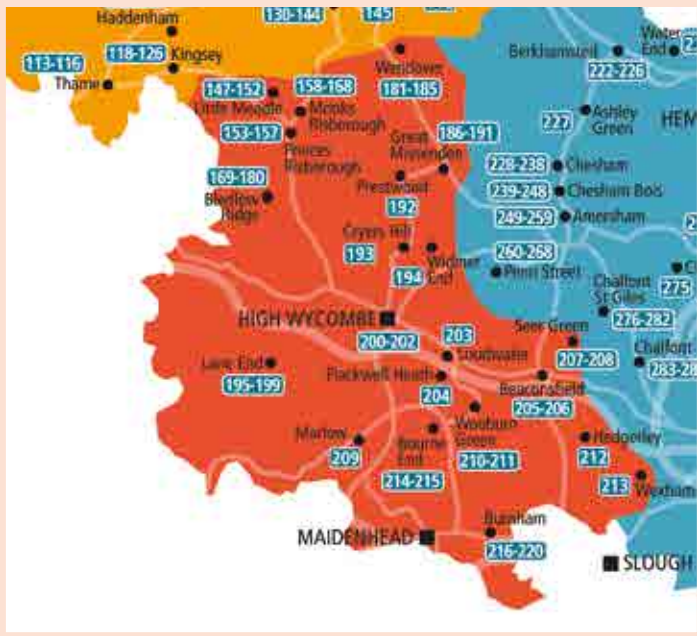 130-144
145
Haddenham
118-126
Kingsey
113-116
Thame
Wendover
181-185
Berkhamsted
222-226
Water
End
147-152
Little Meadle
158-168
Monks
Risborough
153-157
Princes
Risborough
Great
Missenden
186-191
227
Ashley
Green
HEM
228-238
Chesham
239-248
Chesham Bois
249-259
Amersham
169-180
Bledlow
Ridge
Prestwood
192
Cryers Hill
193
194
Widmer
End
260-268
Penn Street
275
Chalfont
St Giles
276-282
HIGH WYCOMBE
200-202
203
Loudwater
Seer Green
207-208
Chalfont
Lane End
195-199
Flackwell Heath
204
Beaconsfield
205-206
Marlow
209
Bourne
End
214-215
Wooburn
Green
210-211
Hedgerley
212
213
Wexham
MAIDENHEAD
Burnham
216-220
SLOUGH